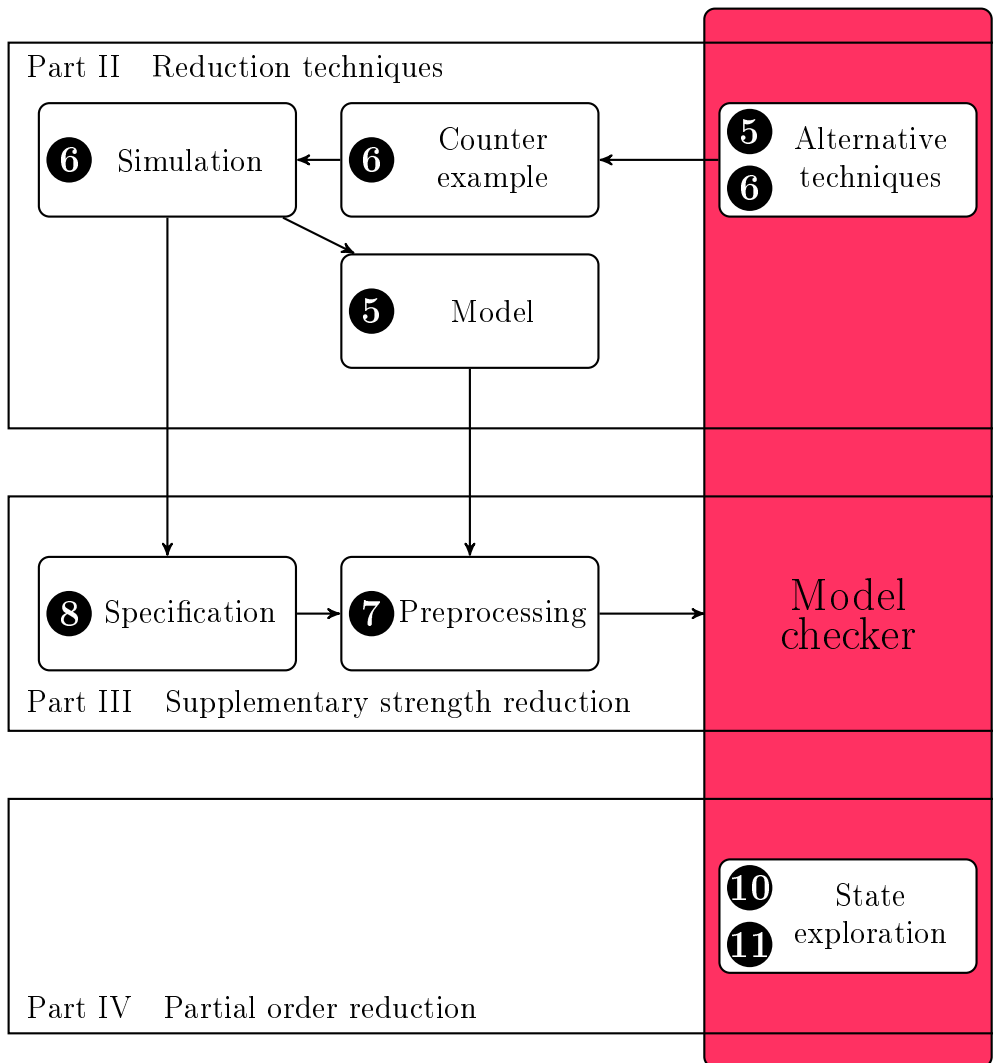 Part II Reduction techniques
6 Simulation
6 Counter
example
5
6
Alternative
techniques
5 Model
8 Specification
7 Preprocessing
Model
checker
Part III Supplementary strength reduction
10
11
State
exploration
Part IV Partial order reduction